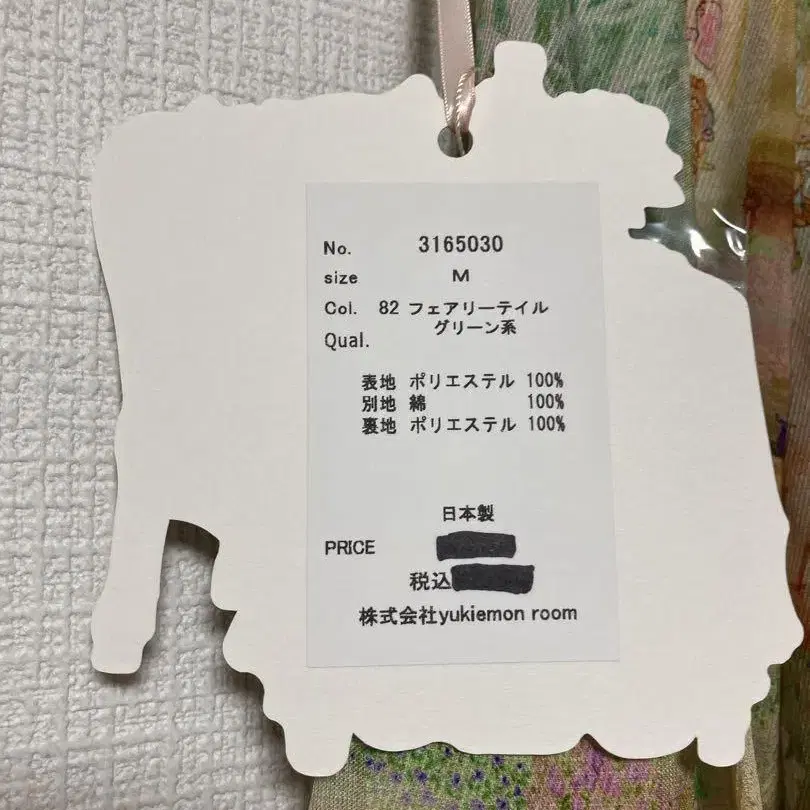 No. 3165030
size M
Col. 82 フェアリーテイル
グリーン系
Qual.
表地 ポリエステル 100%
別地 綿 100%
裏地 ポリエステル 100%
日本製
PRICE
税込
株式会社yukiemon room